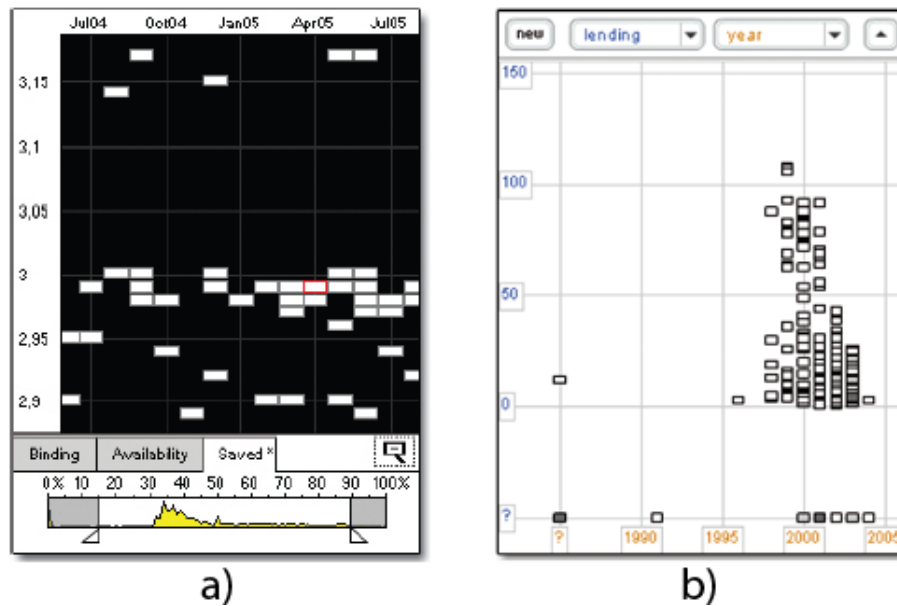 Jul04 Oct04 Jan05 Apr05 Jul05
3,15
3,1
3,05
3
2,95
2,9
Binding Availability Saved x
0% 10 20 30 40 50 60 70 80 90 100%
a)
new lending year
150
100
50
0
?
? 1990 1995 2000 2005
b)